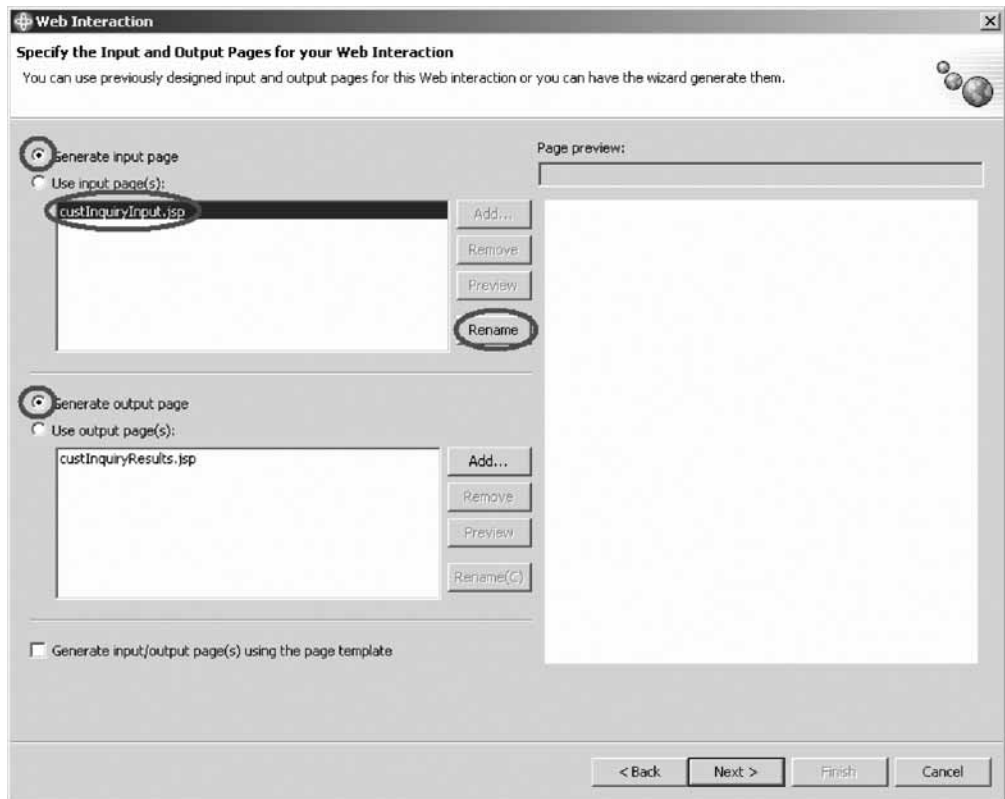 Web Interaction
Specify the Input and Output Pages for your Web Interaction
You can use previously designed input and output pages for this Web interaction or you can have the wizard generate them.
Generate input page
Use input page(s):
custInquiryInput.jsp
Add...
Remove
Preview
Rename
Page preview:
Generate output page
Use output page(s):
custInquiryResults.jsp
Add...
Remove
Preview
Rename(C)
Generate input/output page(s) using the page template
< Back
Next >
Finish
Cancel